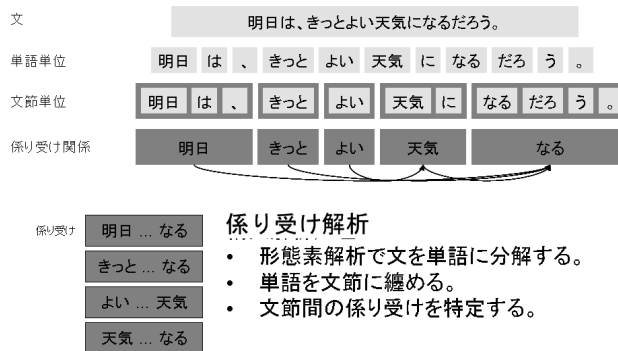 文 明日は、きっとよい天気になるだろう。
単語単位 明日 は 、 きっと よい 天気 に なる だろ う 。
文節単位 明日 は 、 きっと よい 天気 に なる だろ う 。
係り受け関係 明日 きっと よい 天気 なる
係り受け 明日 … なる
きっと … なる
よい … 天気
天気 … なる
係り受け解析
• 形態素解析で文を単語に分解する。
• 単語を文節に纏める。
• 文節間の係り受けを特定する。